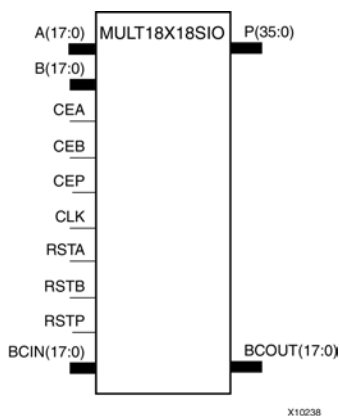 A(17:0) MULT18X18SIO P(35:0)
B(17:0)
CEA
CEB
CEP
CLK
RSTA
RSTB
RSTP
BCIN(17:0) BCOUT(17:0)
X10238